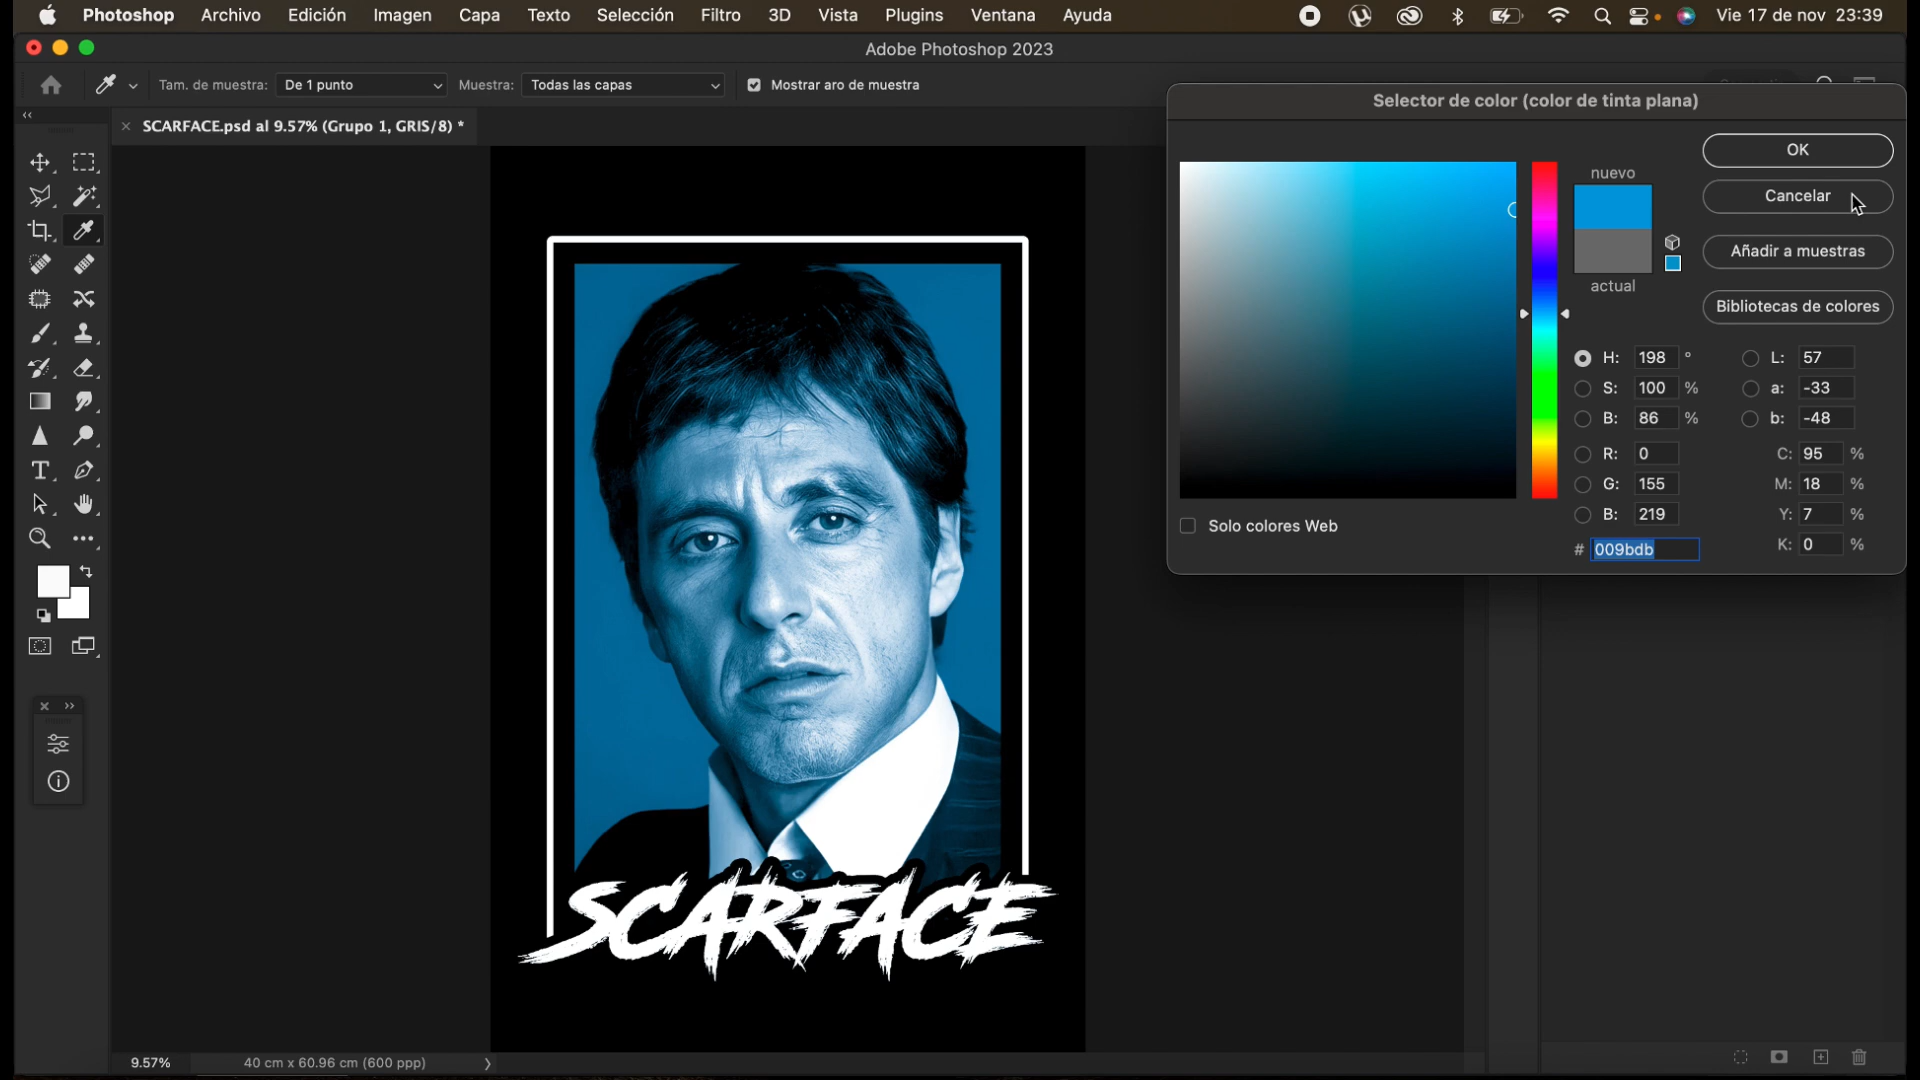 Photoshop Archivo Edición Imagen Capa Texto Selección Filtro 3D Vista Plugins Ventana Ayuda Vie 17 de nov 23:39
Adobe Photoshop 2023
Tam. de muestra: De 1 punto Muestra: Todas las capas Mostrar aro de muestra
SCARFACE.psd al 9.57% (Grupo 1, GRIS/8) *
Selector de color (color de tinta plana)
nuevo
actual
OK
Cancelar
Añadir a muestras
Bibliotecas de colores
H: 198 ° L: 57
S: 100 % a: -33
B: 86 % b: -48
R: 0 C: 95 %
G: 155 M: 18 %
B: 219 Y: 7 %
# 009bdb K: 0 %
Solo colores Web
SCARFACE
9.57% 40 cm x 60.96 cm (600 ppp)